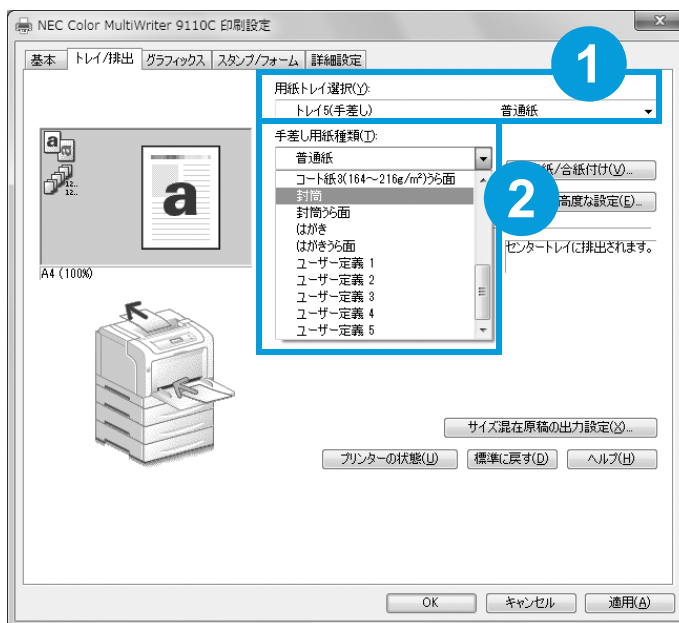 NEC Color MultiWriter 9110C 印刷設定
基本 トレイ/排出 グラフィックス スタンプ/フォーム 詳細設定
1
用紙トレイ選択(Y):
トレイ5(手差し) 普通紙
手差し用紙種類(T):
普通紙
コート紙3(164～216g/m²)うら面
封筒
封筒うら面
はがき
はがきうら面
ユーザー定義 1
ユーザー定義 2
ユーザー定義 3
ユーザー定義 4
ユーザー定義 5
2
紙/合紙付け(V)...
高度な設定(E)...
センタートレイに排出されます。
a
a
a
12..
12..
A4 (100%)
サイズ混在原稿の出力設定(X)...
プリンターの状態(U) 標準に戻す(D) ヘルプ(H)
OK キャンセル 適用(A)